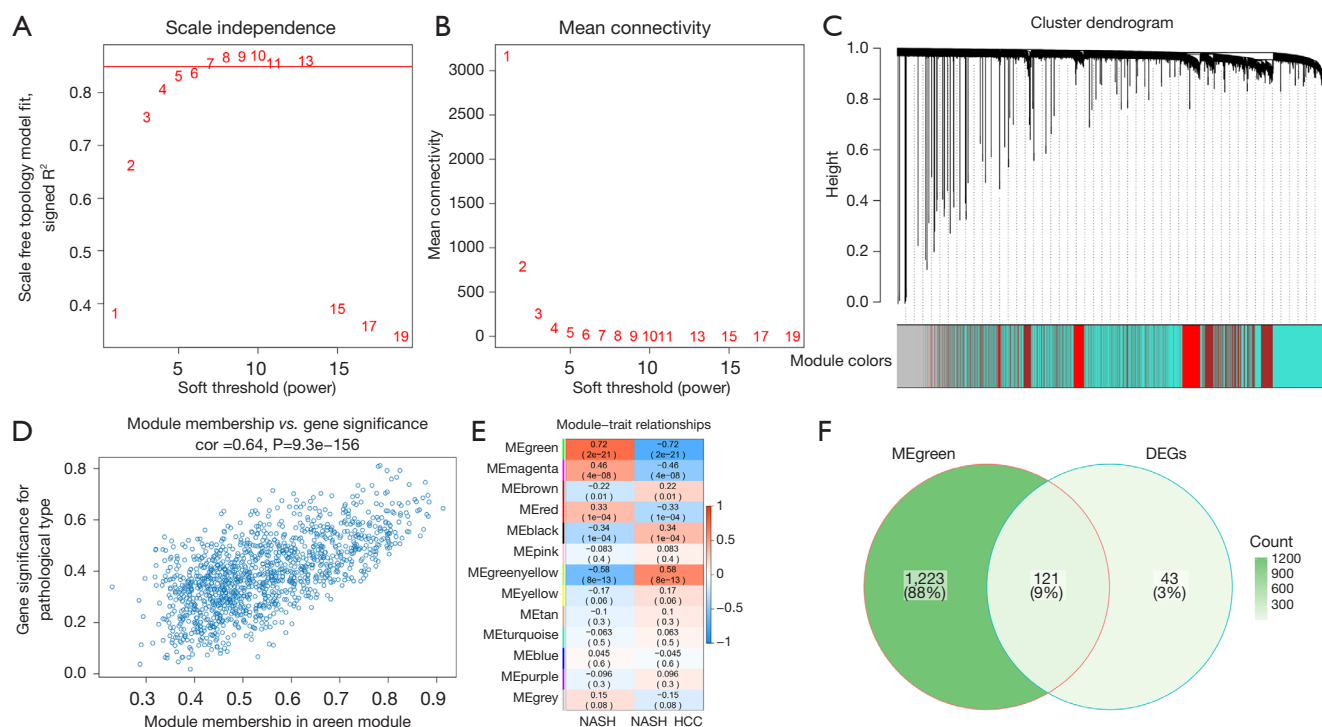 A
Scale independence
Scale free topology model fit,
signed R²
0.8
0.7
0.6
0.5
0.4
1
2
3
4
5
6
7
8
9
10
11
13
15
17
19
5
10
15
Soft threshold (power)
B
Mean connectivity
Mean connectivity
3000
2500
2000
1500
1000
500
0
1
2
3
4
5
6
7
8
9
10
11
13
15
17
19
5
10
15
Soft threshold (power)
C
Cluster dendrogram
Height
1.0
0.8
0.6
0.4
0.2
0.0
Module colors
D
Module membership vs. gene significance
cor =0.64, P=9.3e−156
Gene significance for
pathological type
0.8
0.6
0.4
0.2
0.0
0.3 0.4 0.5 0.6 0.7 0.8 0.9
Module membership in green module
E
Module−trait relationships
MEgreen 0.72 −0.72
(2e−21) (2e−21)
MEmagenta 0.46 −0.46
(4e−08) (4e−08)
MEbrown −0.22 0.22
(0.01) (0.01)
MEred 0.33 −0.33
(1e−04) (1e−04)
MEblack −0.34 0.34
(1e−04) (1e−04)
MEpink −0.083 0.083
(0.4) (0.4)
MEgreenyellow −0.58 0.58
(8e−13) (8e−13)
MEyellow −0.17 0.17
(0.06) (0.06)
MEtan −0.1 0.1
(0.3) (0.3)
MEturquoise −0.063 0.063
(0.5) (0.5)
MEblue 0.045 −0.045
(0.6) (0.6)
MEpurple −0.096 0.096
(0.3) (0.3)
MEgrey 0.15 −0.15
(0.08) (0.08)
NASH NASH HCC
1
0.5
0
−0.5
−1
F
MEgreen DEGs
1,223
(88%)
121
(9%)
43
(3%)
Count
1200
900
600
300